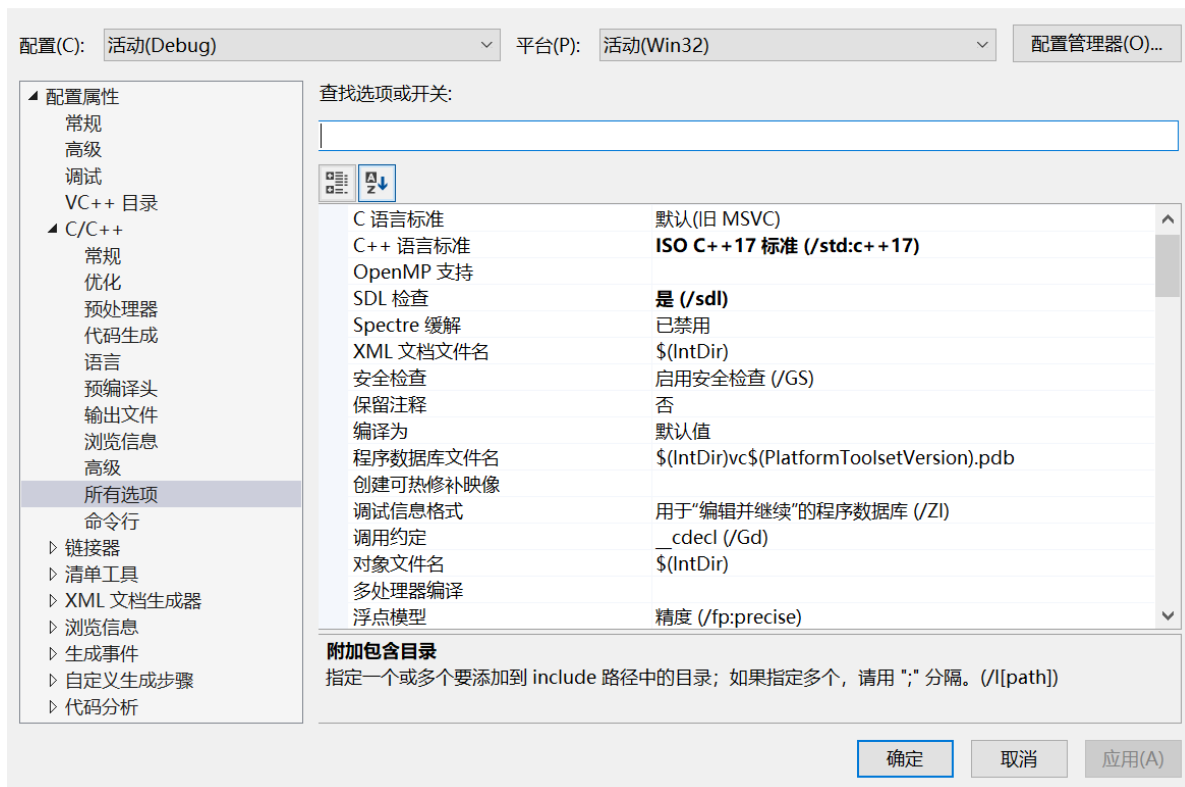 配置(C): 活动(Debug) 平台(P): 活动(Win32) 配置管理器(O)...
配置属性
常规
高级
调试
VC++ 目录
C/C++
常规
优化
预处理器
代码生成
语言
预编译头
输出文件
浏览信息
高级
所有选项
命令行
链接器
清单工具
XML 文档生成器
浏览信息
生成事件
自定义生成步骤
代码分析
查找选项或开关:
C 语言标准 默认(旧 MSVC)
C++ 语言标准 ISO C++17 标准 (/std:c++17)
OpenMP 支持
SDL 检查 是 (/sdl)
Spectre 缓解 已禁用
XML 文档文件名 $(IntDir)
安全检查 启用安全检查 (/GS)
保留注释 否
编译为 默认值
程序数据库文件名 $(IntDir)vc$(PlatformToolsetVersion).pdb
创建可热修补映像
调试信息格式 用于“编辑并继续”的程序数据库 (/ZI)
调用约定 __cdecl (/Gd)
对象文件名 $(IntDir)
多处理器编译
浮点模型 精度 (/fp:precise)
附加包含目录
指定一个或多个要添加到 include 路径中的目录；如果指定多个，请用 ";" 分隔。(/I[path])
确定 取消 应用(A)